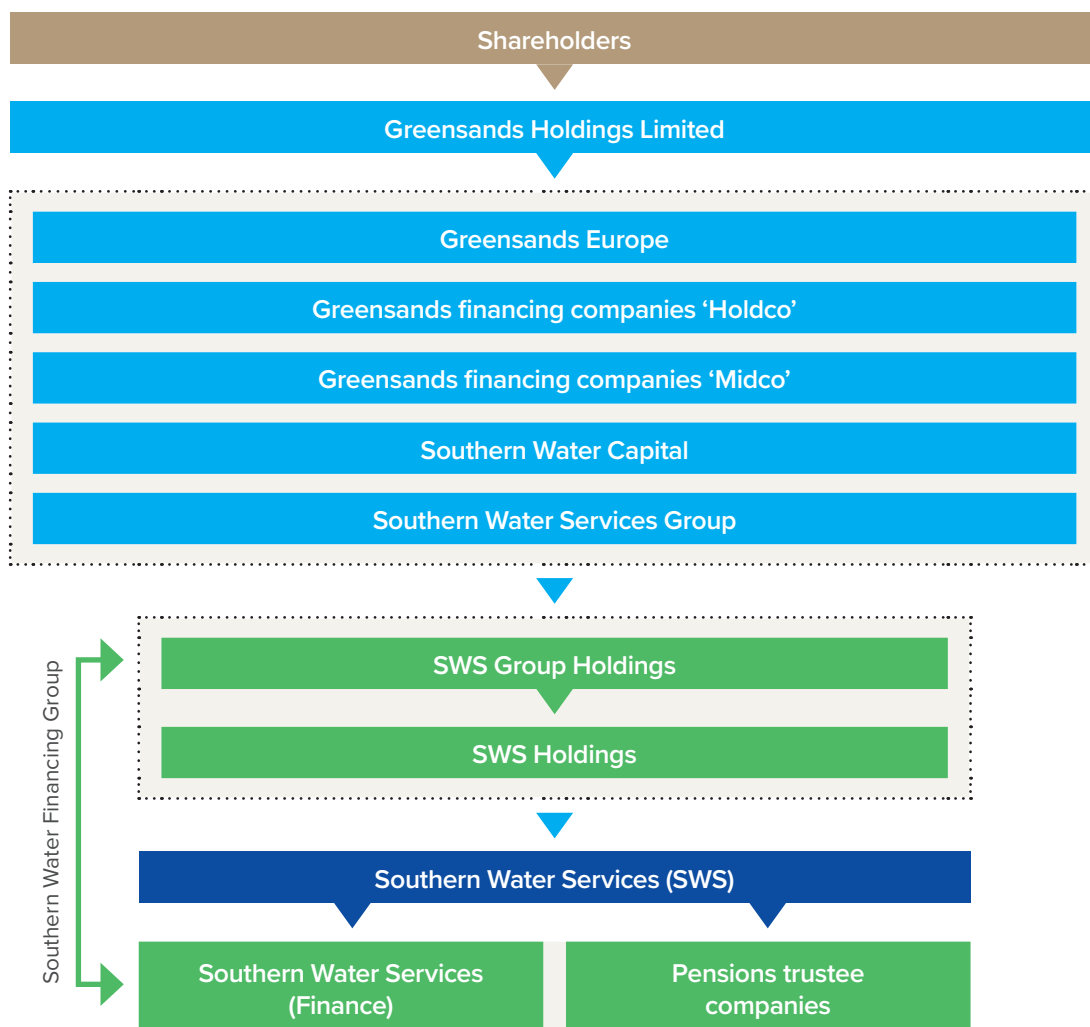 Shareholders
Greensands Holdings Limited
Greensands Europe
Greensands financing companies ‘Holdco’
Greensands financing companies ‘Midco’
Southern Water Capital
Southern Water Services Group
Southern Water Financing Group
SWS Group Holdings
SWS Holdings
Southern Water Services (SWS)
Southern Water Services
(Finance)
Pensions trustee
companies